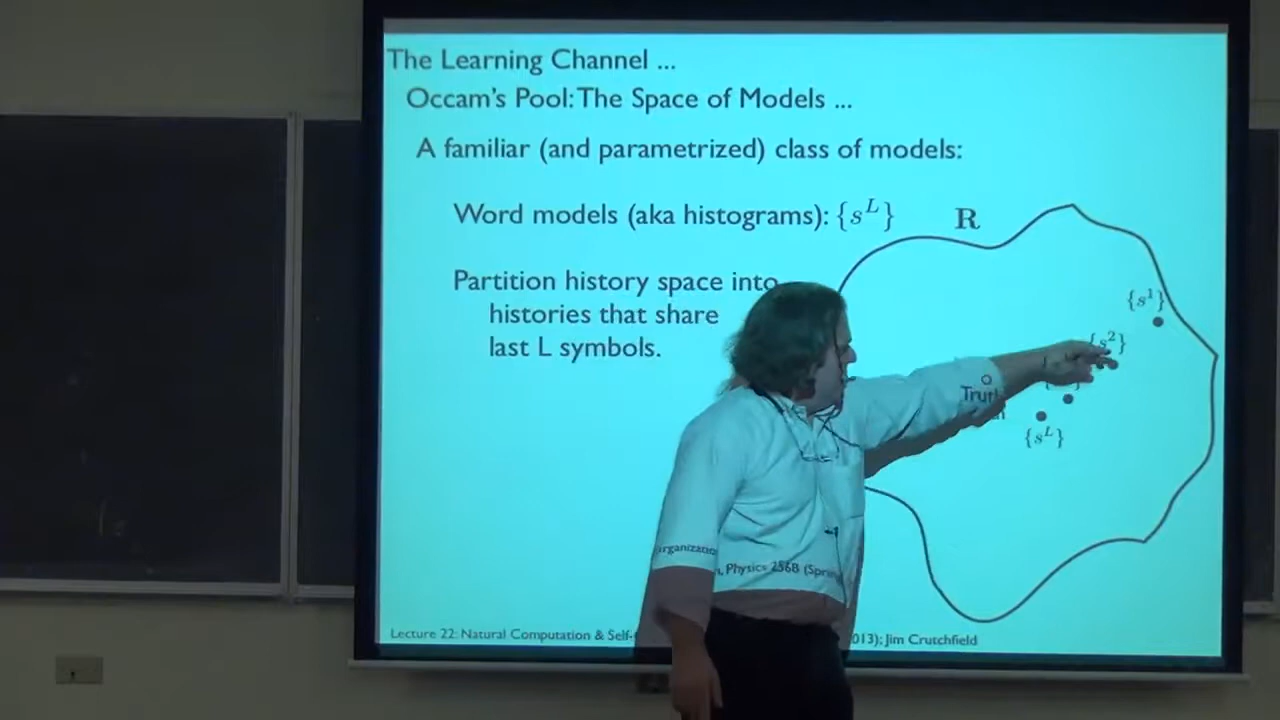 The Learning Channel ...
Occam's Pool: The Space of Models ...
A familiar (and parametrized) class of models:
Word models (aka histograms): {s^L}
R
Partition history space into
histories that share
last L symbols.
{s^1}
{s^2}
{s^L}
Physics 256B
Lecture 22: Natural Computation & Self-
2013); Jim Crutchfield